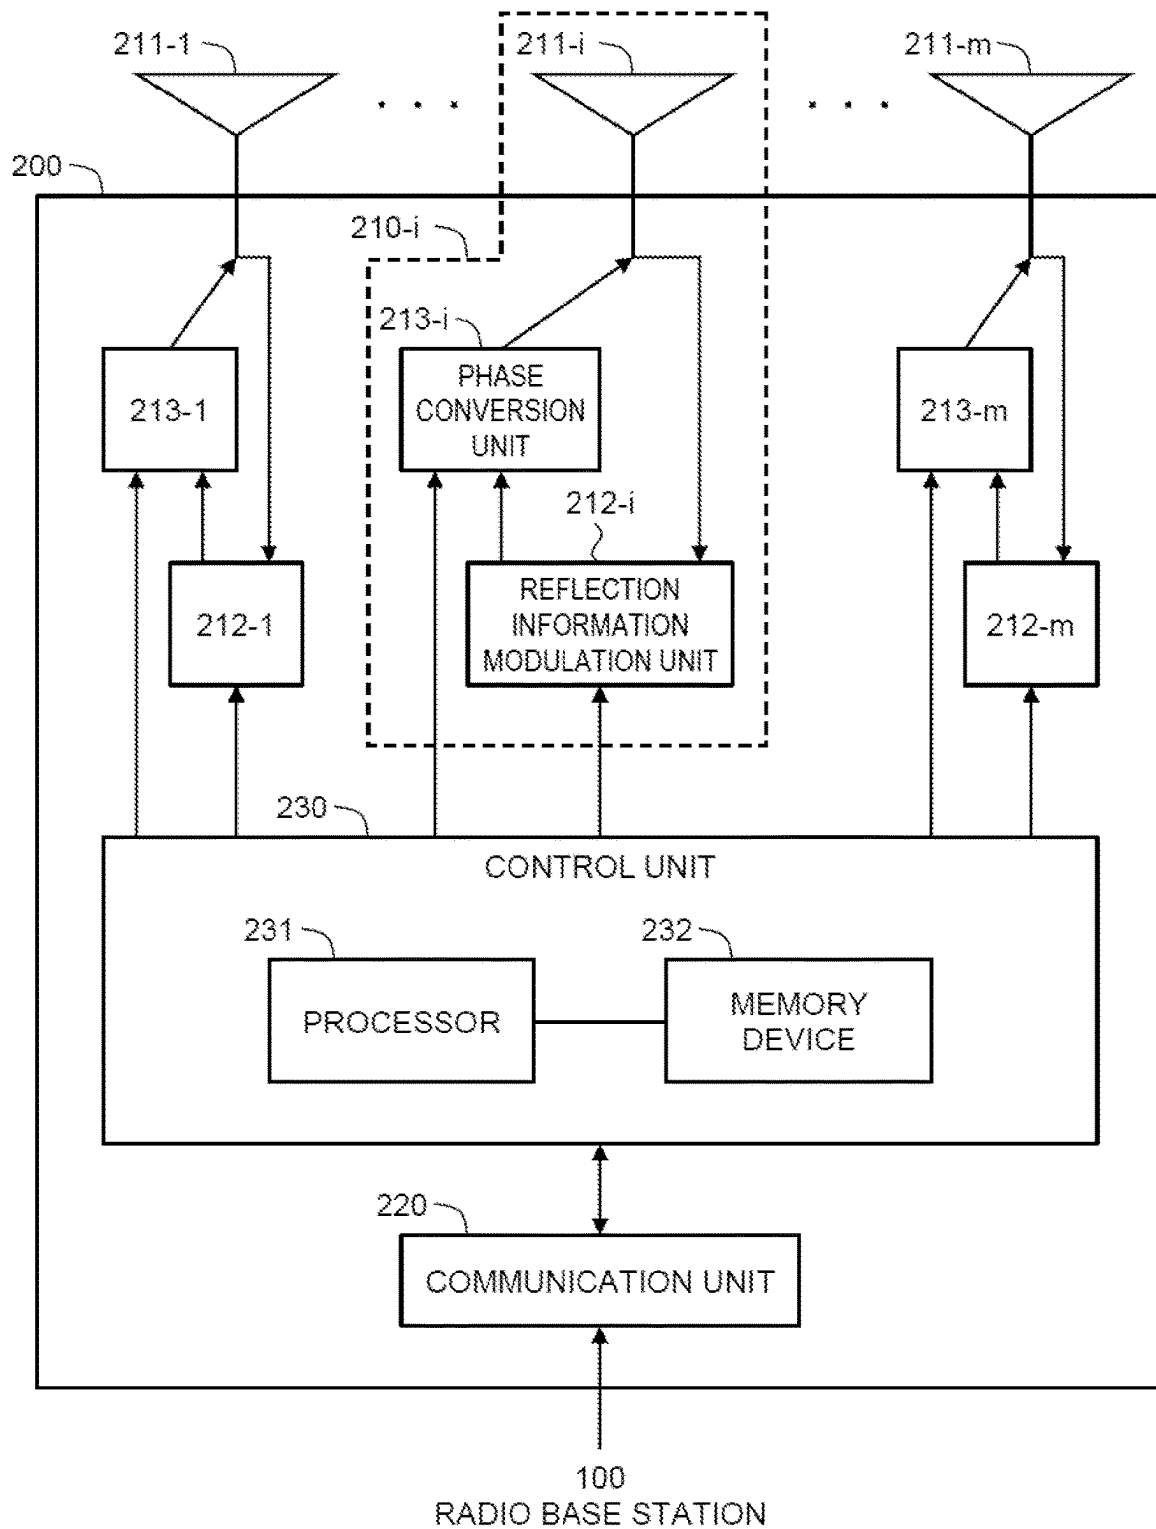 211-1
211-i
211-m
200
210-i
213-i
213-1
PHASE
CONVERSION
UNIT
213-m
212-i
212-1
REFLECTION
INFORMATION
MODULATION UNIT
212-m
230
CONTROL UNIT
231
232
PROCESSOR
MEMORY
DEVICE
220
COMMUNICATION UNIT
100
RADIO BASE STATION